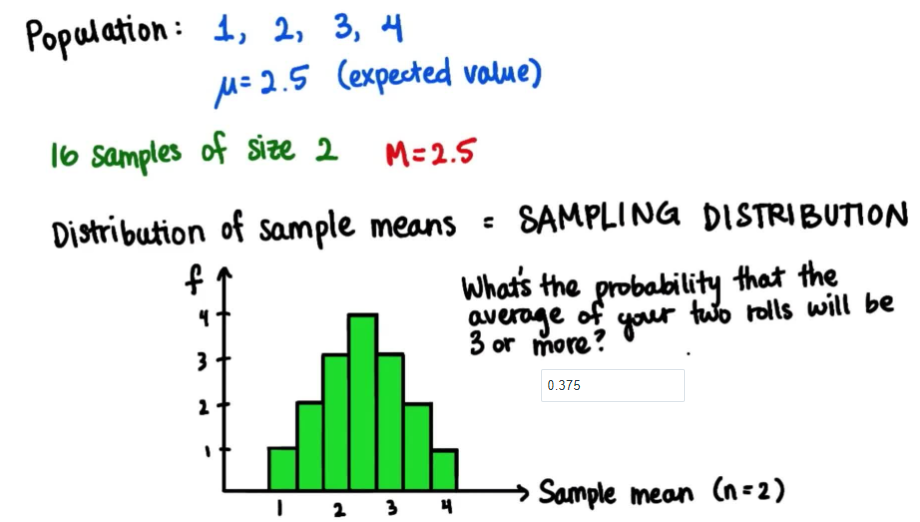 Population: 1, 2, 3, 4
μ=2.5 (expected value)
16 samples of size 2 M=2.5
Distribution of sample means = SAMPLING DISTRIBUTION
f
What's the probability that the
average of your two rolls will be
3 or more?
0.375
4
3
2
1
1 2 3 4
Sample mean (n=2)